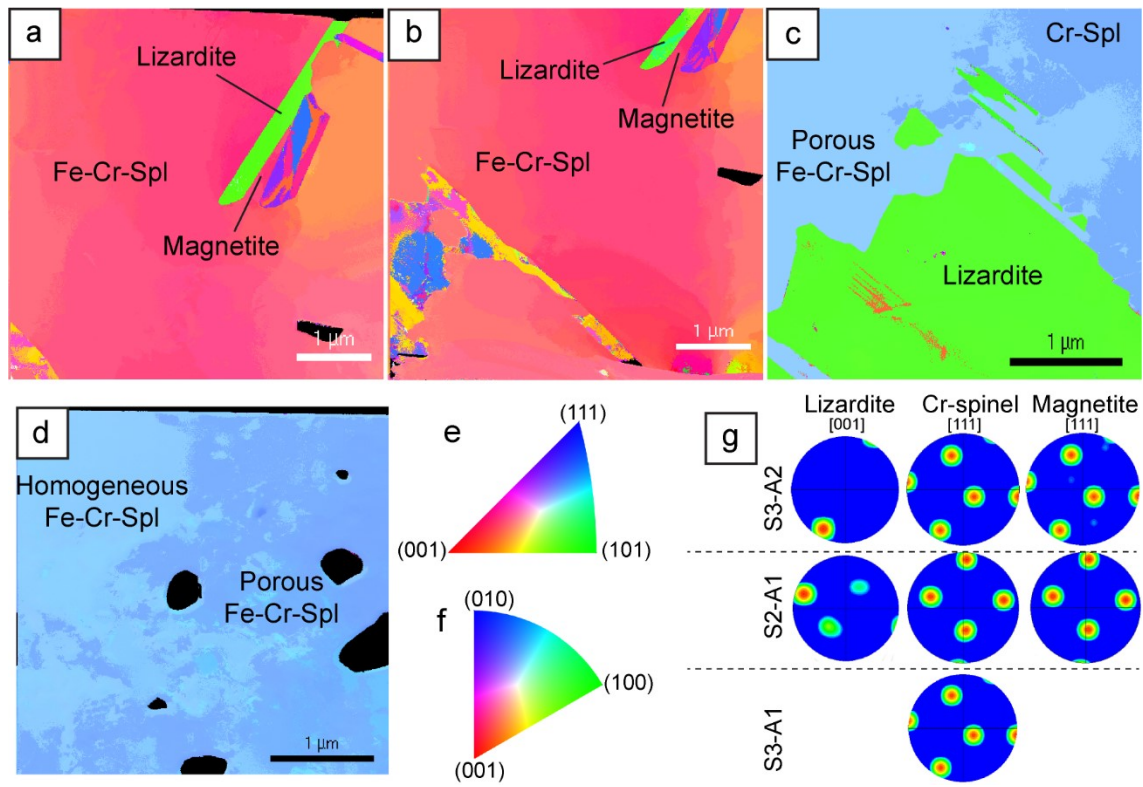 a
Lizardite
Fe-Cr-Spl
Magnetite
1 µm
b
Lizardite
Magnetite
Fe-Cr-Spl
1 µm
c
Cr-Spl
Porous
Fe-Cr-Spl
Lizardite
1 µm
d
Homogeneous
Fe-Cr-Spl
Porous
Fe-Cr-Spl
1 µm
e
(111)
(001)
(101)
f
(010)
(100)
(001)
g
Lizardite
[001]
Cr-spinel
[111]
Magnetite
[111]
S3-A2
S2-A1
S3-A1